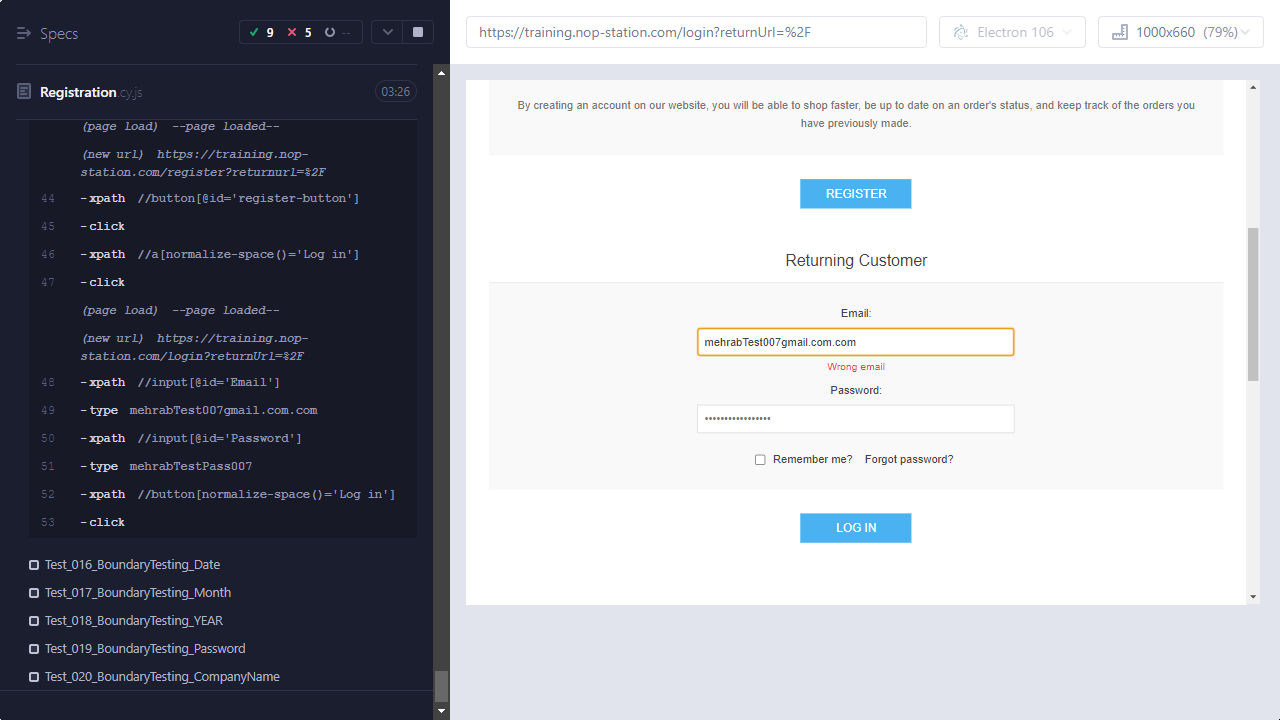 Specs
9
5
--
Registration.cy.js
03:26
(page load) --page loaded--
(new url) https://training.nop-
station.com/register?returnurl=%2F
44 -xpath //button[@id='register-button']
45 -click
46 -xpath //a[normalize-space()='Log in']
47 -click
(page load) --page loaded--
(new url) https://training.nop-
station.com/login?returnUrl=%2F
48 -xpath //input[@id='Email']
49 -type mehrabTest007gmail.com.com
50 -xpath //input[@id='Password']
51 -type mehrabTestPass007
52 -xpath //button[normalize-space()='Log in']
53 -click
Test_016_BoundaryTesting_Date
Test_017_BoundaryTesting_Month
Test_018_BoundaryTesting_YEAR
Test_019_BoundaryTesting_Password
Test_020_BoundaryTesting_CompanyName
https://training.nop-station.com/login?returnUrl=%2F
Electron 106
1000x660 (79%)
By creating an account on our website, you will be able to shop faster, be up to date on an order's status, and keep track of the orders
you have previously made.
REGISTER
Returning Customer
Email:
mehrabTest007gmail.com.com
Wrong email
Password:
•••••••••••••••••
Remember me? Forgot password?
LOG IN